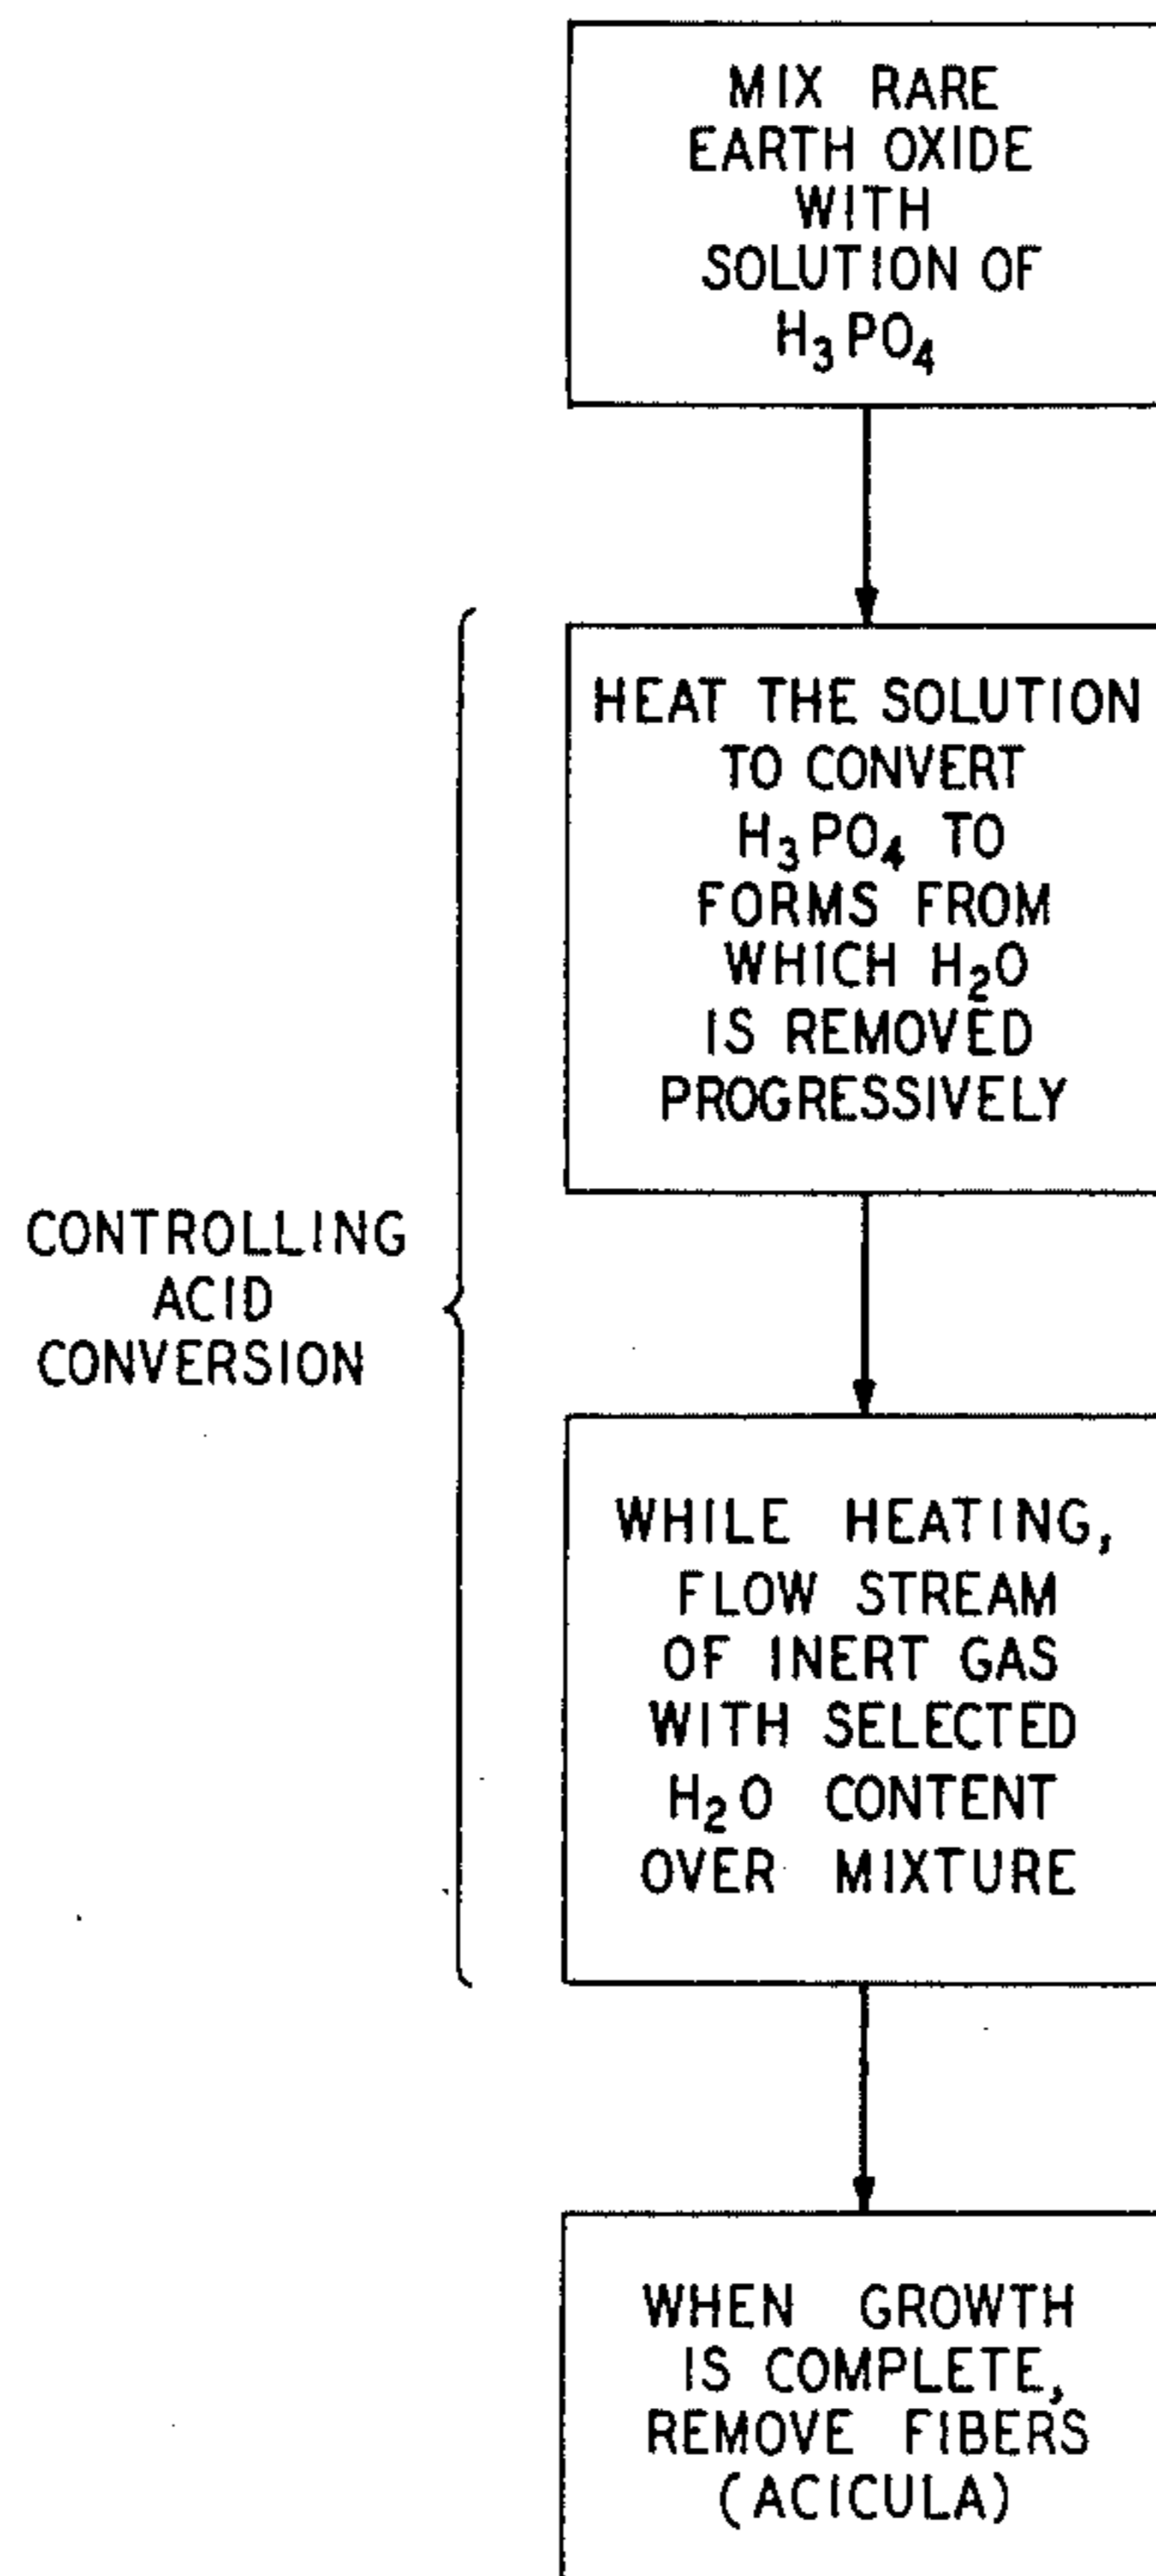 MIX RARE
EARTH OXIDE
WITH
SOLUTION OF
H₃PO₄
HEAT THE SOLUTION
TO CONVERT
H₃PO₄ TO
FORMS FROM
WHICH H₂O
IS REMOVED
PROGRESSIVELY
CONTROLLING
ACID
CONVERSION
WHILE HEATING,
FLOW STREAM
OF INERT GAS
WITH SELECTED
H₂O CONTENT
OVER MIXTURE
WHEN GROWTH
IS COMPLETE,
REMOVE FIBERS
(ACICULA)